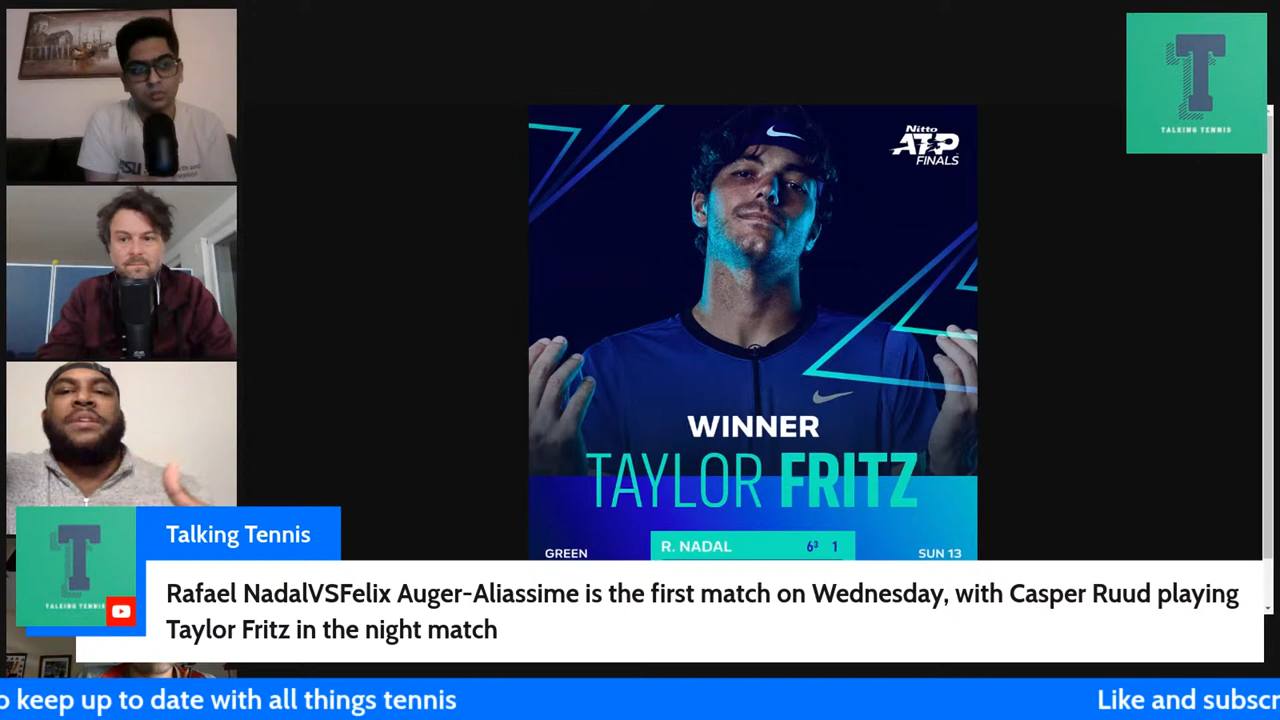 T
TALKING TENNIS
Nitto
ATP
FINALS
WINNER
TAYLOR FRITZ
GREEN
R. NADAL 6³ 1
SUN 13
Talking Tennis
T
TALKING TENNIS
Rafael NadalVSFelix Auger-Aliassime is the first match on Wednesday, with Casper Ruud playing
Taylor Fritz in the night match
keep up to date with all things tennis
Like and